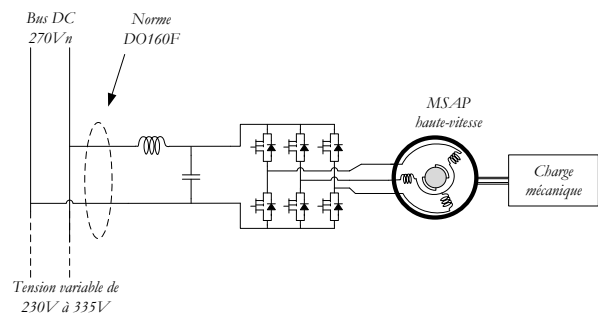 Bus DC
270Vn
Norme
DO160F
MSAP
haute-vitesse
Charge
mécanique
Tension variable de
230V à 335V